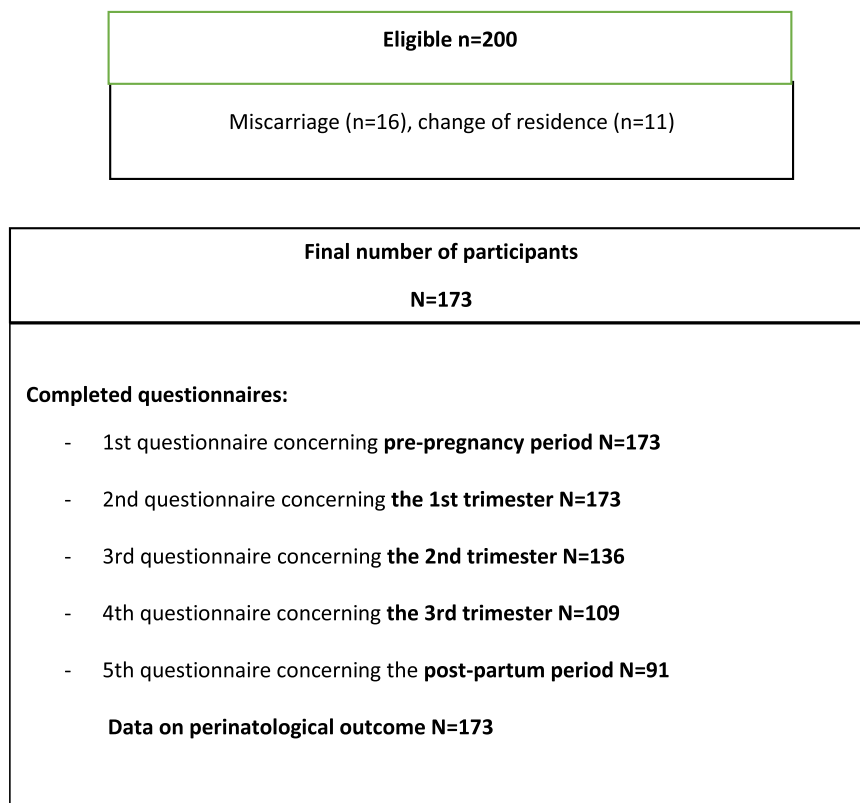 Eligible n=200
Miscarriage (n=16), change of residence (n=11)
Final number of participants
N=173
Completed questionnaires:
- 1st questionnaire concerning pre-pregnancy period N=173
- 2nd questionnaire concerning the 1st trimester N=173
- 3rd questionnaire concerning the 2nd trimester N=136
- 4th questionnaire concerning the 3rd trimester N=109
- 5th questionnaire concerning the post-partum period N=91
Data on perinatological outcome N=173